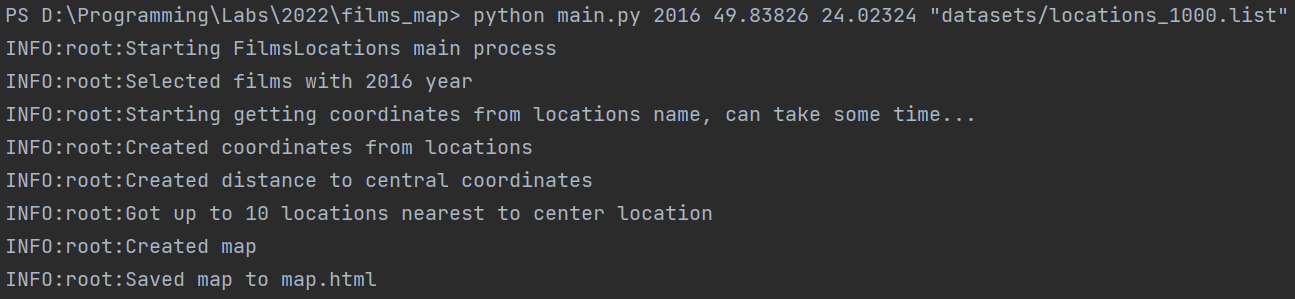 PS D:\Programming\Labs\2022\films_map> python main.py 2016 49.83826 24.02324 "datasets/locations_1000.list"
INFO:root:Starting FilmsLocations main process
INFO:root:Selected films with 2016 year
INFO:root:Starting getting coordinates from locations name, can take some time...
INFO:root:Created coordinates from locations
INFO:root:Created distance to central coordinates
INFO:root:Got up to 10 locations nearest to center location
INFO:root:Created map
INFO:root:Saved map to map.html